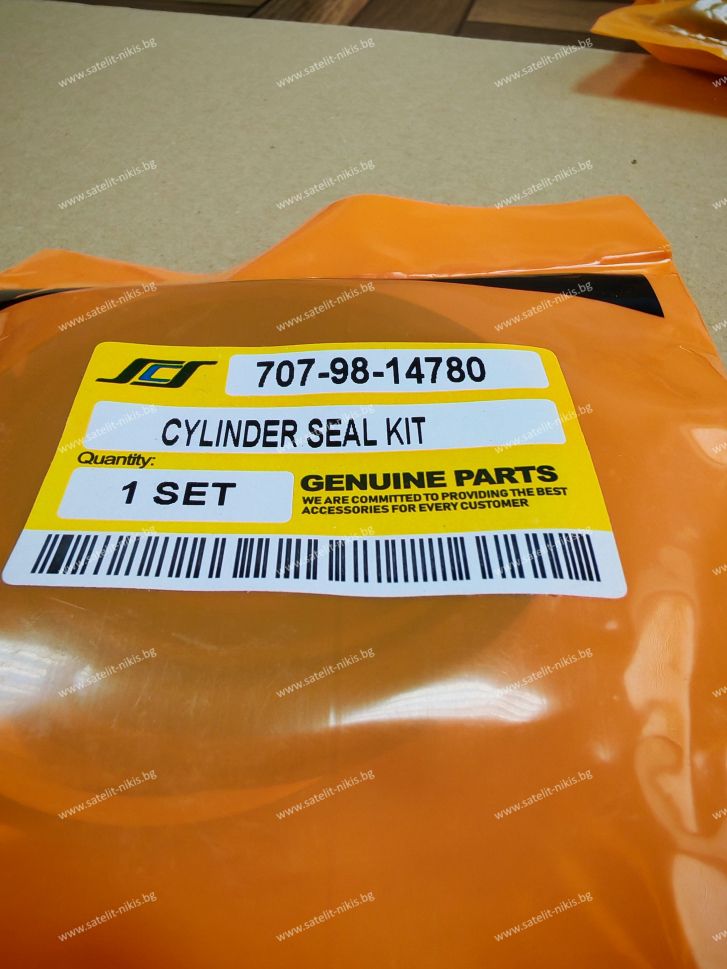 SCS
707-98-14780
CYLINDER SEAL KIT
Quantity:
1 SET
GENUINE PARTS
WE ARE COMMITTED TO PROVIDING THE BEST
ACCESSORIES FOR EVERY CUSTOMER
www.satelit-nikis.bg